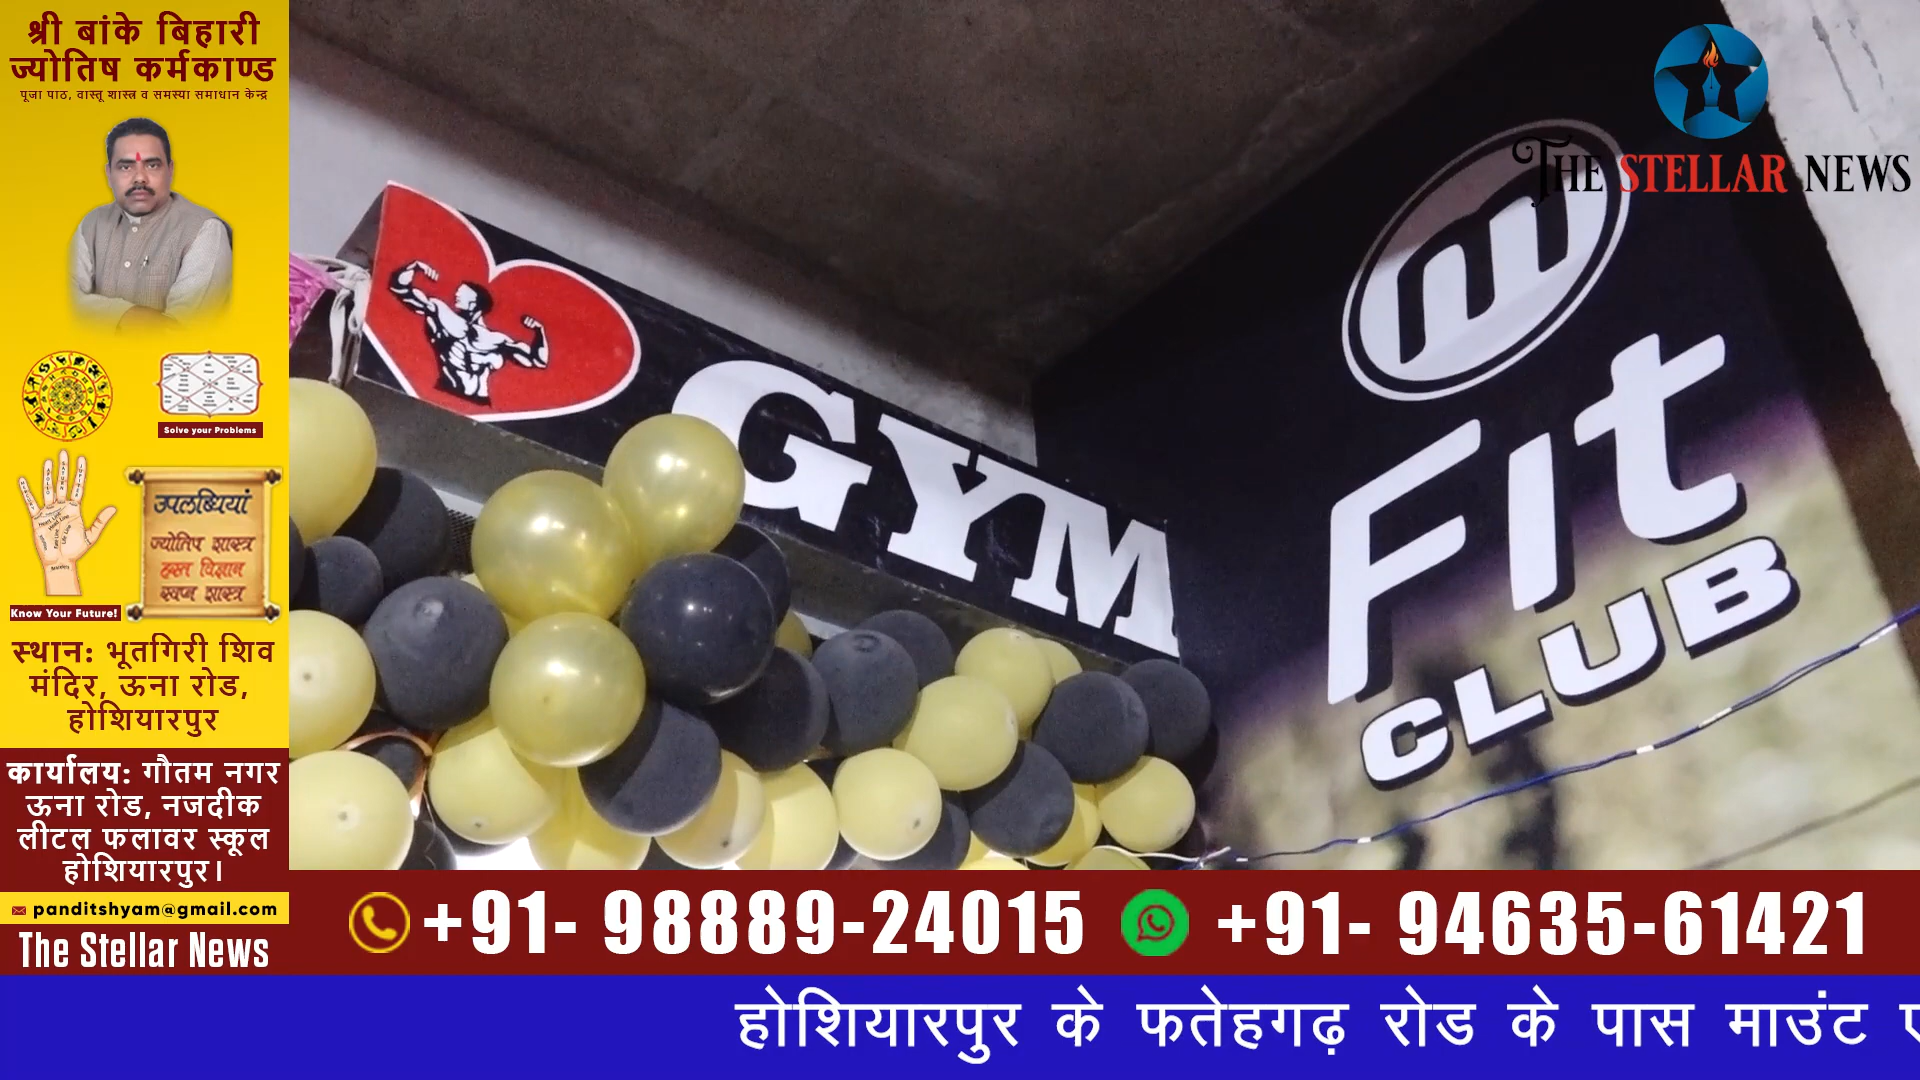 श्री बांके बिहारी
ज्योतिष कर्मकाण्ड
पूजा पाठ, वास्तू शास्त्र व समस्या समाधान केन्द्र
Solve your Problems
Know Your Future!
उपलब्धियां
ज्योतिष शास्त्र
हस्त विज्ञान
स्वप्न शास्त्र
स्थान: भूतगिरी शिव
मंदिर, ऊना रोड,
होशियारपुर
कार्यालय: गौतम नगर
ऊना रोड, नजदीक
लीटल फलावर स्कूल
होशियारपुर।
panditshyam@gmail.com
The Stellar News
THE STELLAR NEWS
GYM
Fit
CLUB
+91- 98889-24015
+91- 94635-61421
होशियारपुर के फतेहगढ़ रोड के पास माउंट